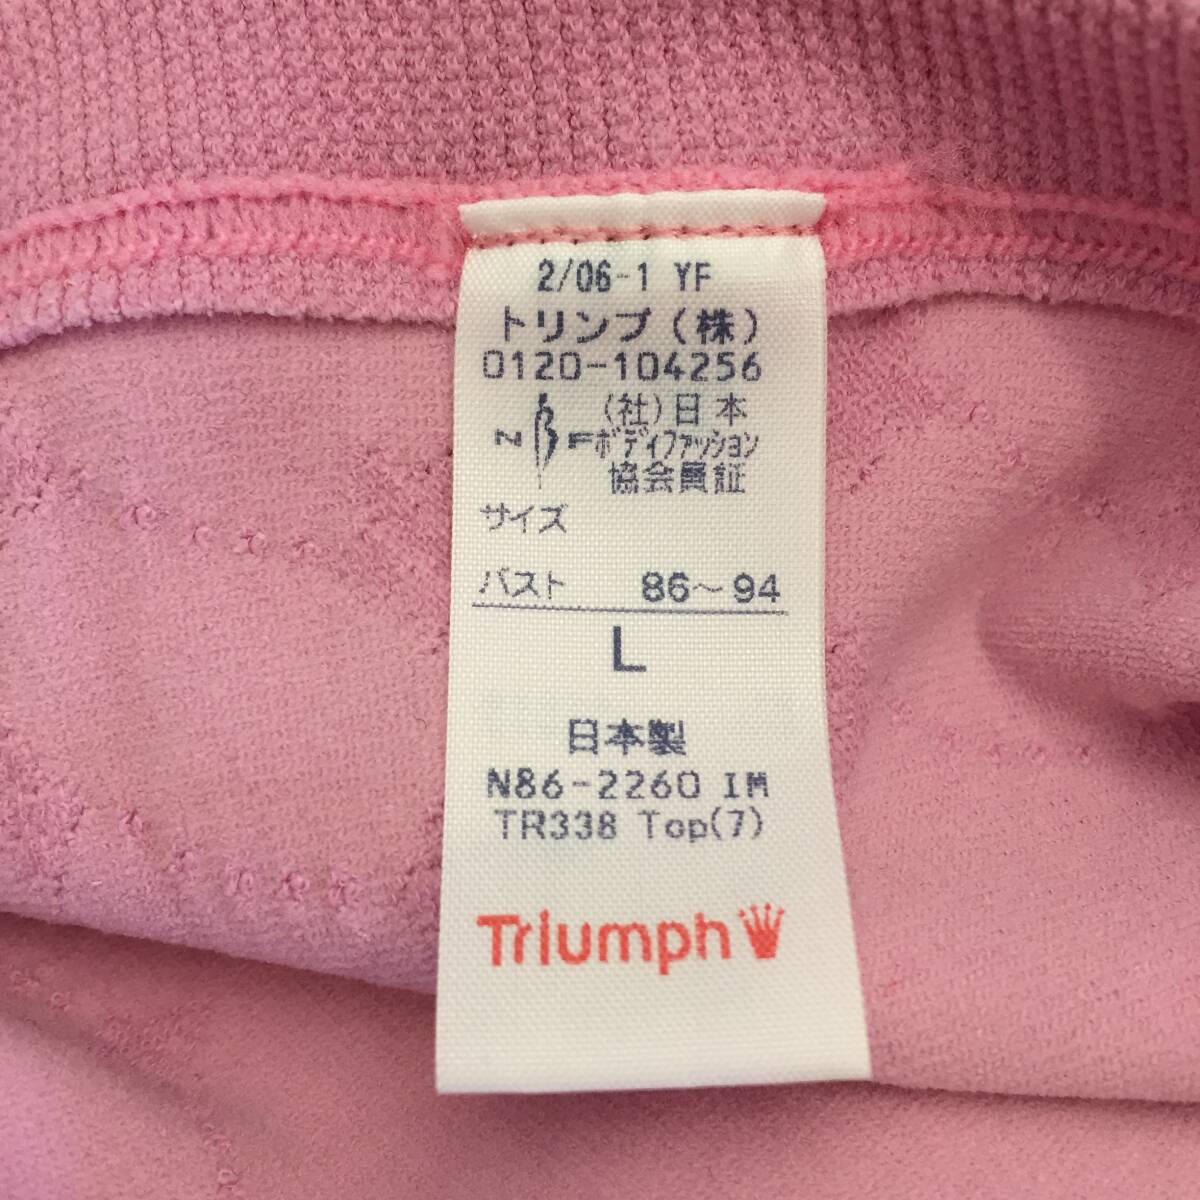 2/06-1 YF
トリンプ(株)
0120-104256
NBF
(社)日本
ボディファッション
協会員証
サイズ
バスト 86~94
L
日本製
N86-2260 IM
TR338 Top(7)
Triumph